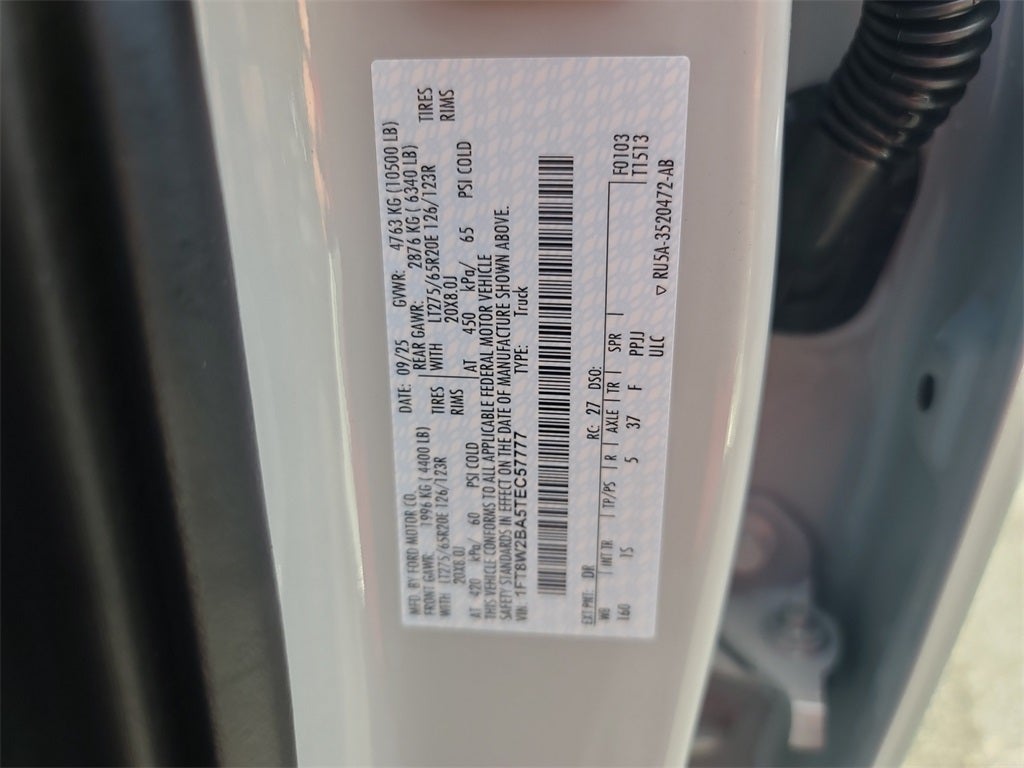 MFD. BY FORD MOTOR CO.
DATE: 09/25 GVWR: 4763 KG (10500 LB)
FRONT GAWR: 1996 KG ( 4400 LB)
REAR GAWR: 2876 KG ( 6340 LB)
WITH LT275/65R20E 126/123R TIRES
WITH LT275/65R20E 126/123R TIRES
20X8.0J RIMS
20X8.0J RIMS
AT 420 kPa/ 60 PSI COLD
AT 450 kPa/ 65 PSI COLD
THIS VEHICLE CONFORMS TO ALL APPLICABLE FEDERAL MOTOR VEHICLE
SAFETY STANDARDS IN EFFECT ON THE DATE OF MANUFACTURE SHOWN ABOVE.
VIN: 1FT8W2BA5TEC57777 TYPE: Truck
F0103
T1513
EXT PNT: DR RC: 27 DSO:
WB INT TR TP/PS R AXLE TR SPR
160 1S 5 37 F PPJJ
ULC
▽ RU5A-3520472-AB